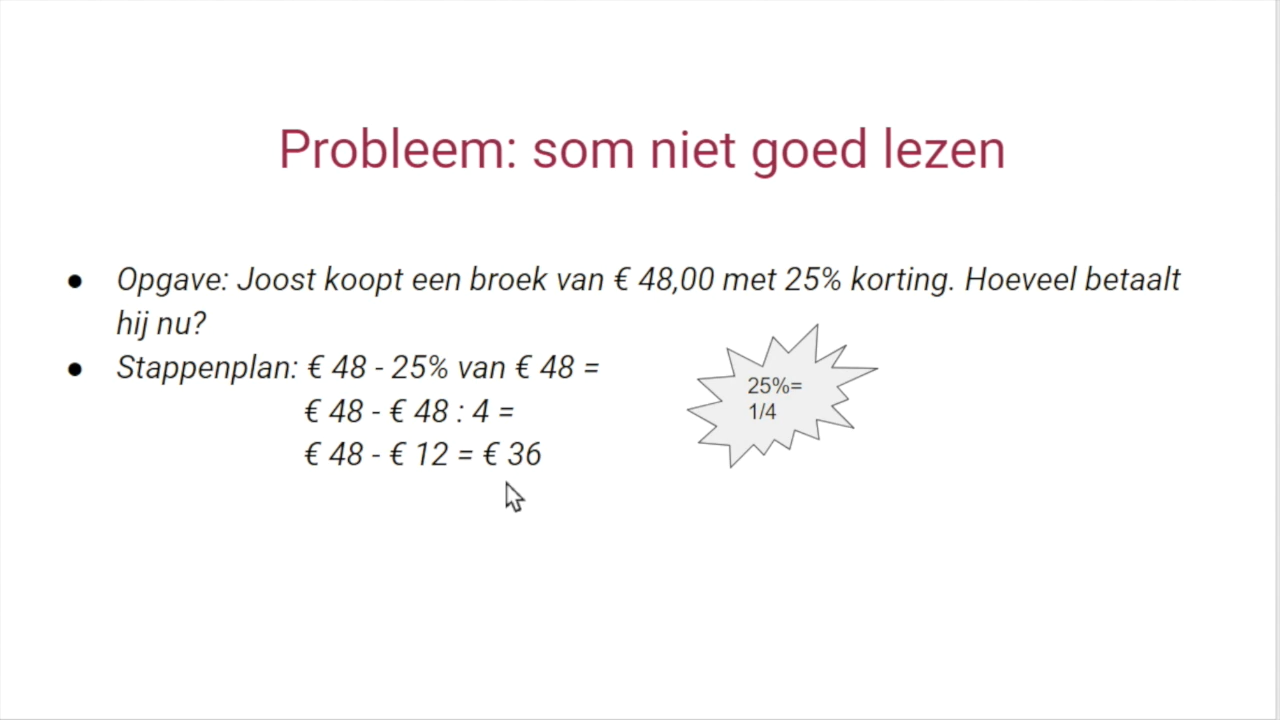 Probleem: som niet goed lezen
● Opgave: Joost koopt een broek van € 48,00 met 25% korting. Hoeveel betaalt
hij nu?
● Stappenplan: € 48 - 25% van € 48 =
€ 48 - € 48 : 4 =
€ 48 - € 12 = € 36
25%=
1/4